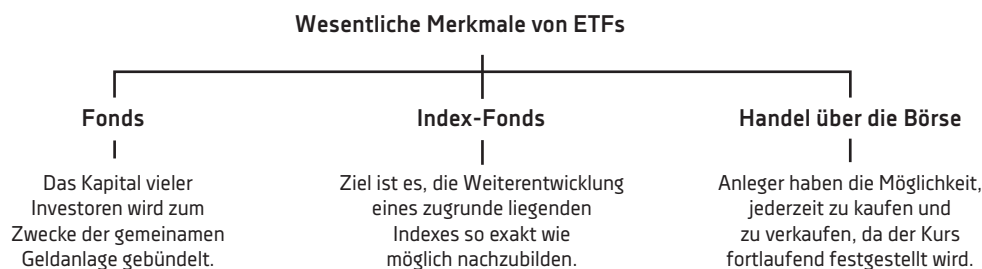 Wesentliche Merkmale von ETFs
Fonds
Das Kapital vieler
Investoren wird zum
Zwecke der gemeinamen
Geldanlage gebündelt.
Index-Fonds
Ziel ist es, die Weiterentwicklung
eines zugrunde liegenden
Indexes so exakt wie
möglich nachzubilden.
Handel über die Börse
Anleger haben die Möglichkeit,
jederzeit zu kaufen und
zu verkaufen, da der Kurs
fortlaufend festgestellt wird.